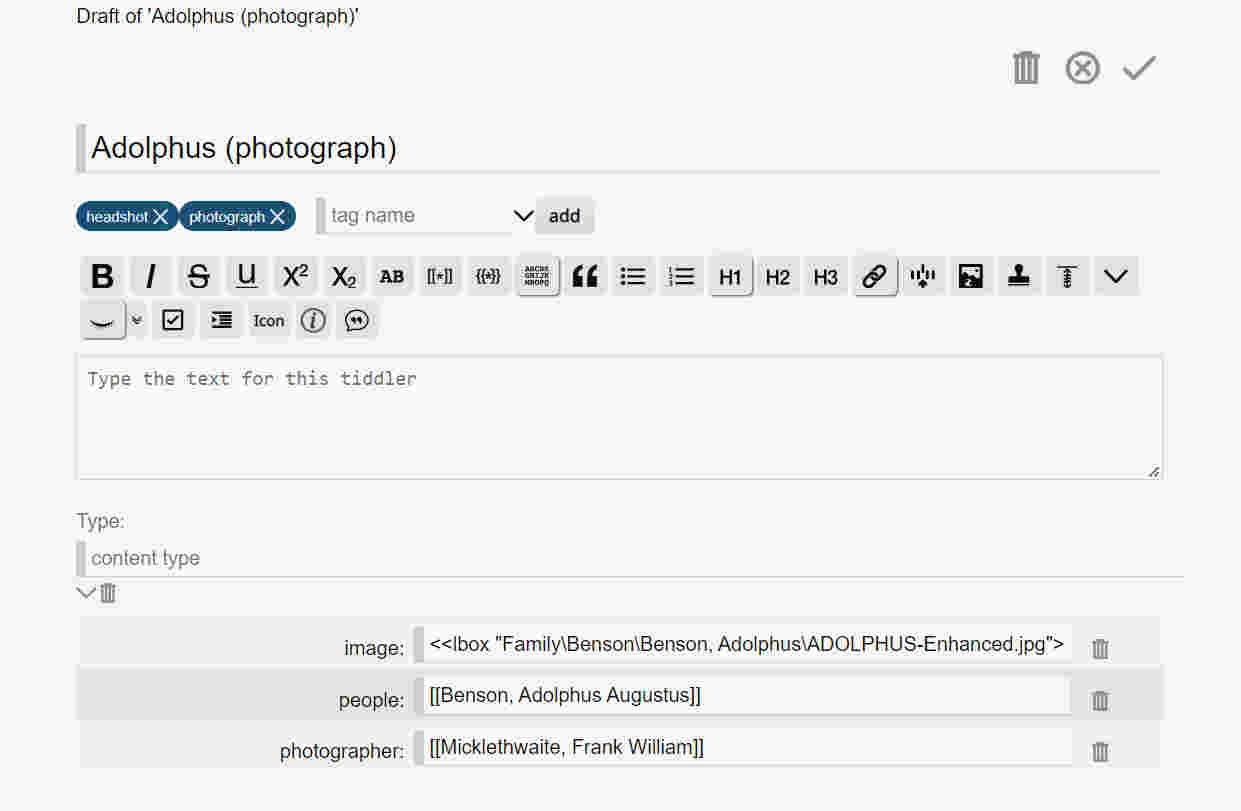 Draft of 'Adolphus (photograph)'
Adolphus (photograph)
headshot photograph tag name add
B I S U X² X₂ AB [[*]] {{*}} H1 H2 H3
Icon
Type the text for this tiddler
Type:
content type
image: <<lbox "Family\Benson\Benson, Adolphus\ADOLPHUS-Enhanced.jpg">
people: [[Benson, Adolphus Augustus]]
photographer: [[Micklethwaite, Frank William]]